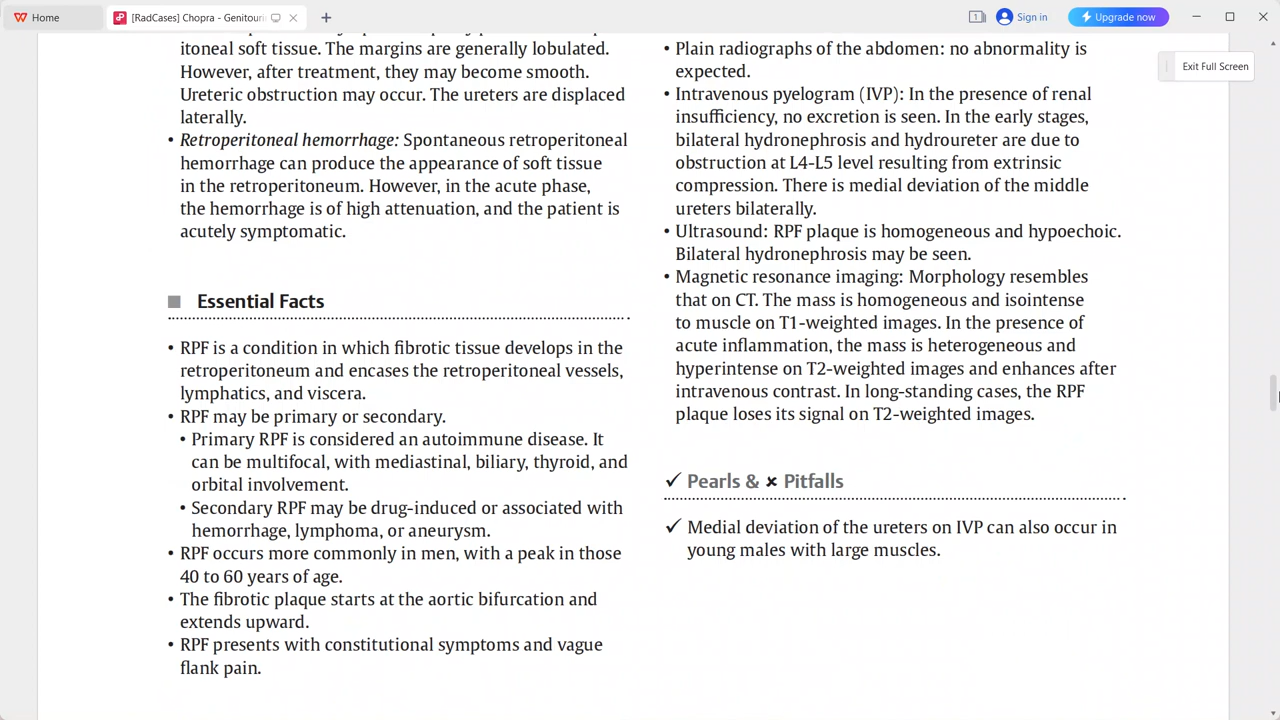 Home
[RadCases] Chopra - Genitouri
Sign in
Upgrade now
Exit Full Screen
itoneal soft tissue. The margins are generally lobulated.
However, after treatment, they may become smooth.
Ureteric obstruction may occur. The ureters are displaced
laterally.
• Retroperitoneal hemorrhage: Spontaneous retroperitoneal
hemorrhage can produce the appearance of soft tissue
in the retroperitoneum. However, in the acute phase,
the hemorrhage is of high attenuation, and the patient is
acutely symptomatic.
Essential Facts
• RPF is a condition in which fibrotic tissue develops in the
retroperitoneum and encases the retroperitoneal vessels,
lymphatics, and viscera.
• RPF may be primary or secondary.
• Primary RPF is considered an autoimmune disease. It
can be multifocal, with mediastinal, biliary, thyroid, and
orbital involvement.
• Secondary RPF may be drug-induced or associated with
hemorrhage, lymphoma, or aneurysm.
• RPF occurs more commonly in men, with a peak in those
40 to 60 years of age.
• The fibrotic plaque starts at the aortic bifurcation and
extends upward.
• RPF presents with constitutional symptoms and vague
flank pain.
• Plain radiographs of the abdomen: no abnormality is
expected.
• Intravenous pyelogram (IVP): In the presence of renal
insufficiency, no excretion is seen. In the early stages,
bilateral hydronephrosis and hydroureter are due to
obstruction at L4-L5 level resulting from extrinsic
compression. There is medial deviation of the middle
ureters bilaterally.
• Ultrasound: RPF plaque is homogeneous and hypoechoic.
Bilateral hydronephrosis may be seen.
• Magnetic resonance imaging: Morphology resembles
that on CT. The mass is homogeneous and isointense
to muscle on T1-weighted images. In the presence of
acute inflammation, the mass is heterogeneous and
hyperintense on T2-weighted images and enhances after
intravenous contrast. In long-standing cases, the RPF
plaque loses its signal on T2-weighted images.
✓ Pearls & ✘ Pitfalls
✓ Medial deviation of the ureters on IVP can also occur in
young males with large muscles.